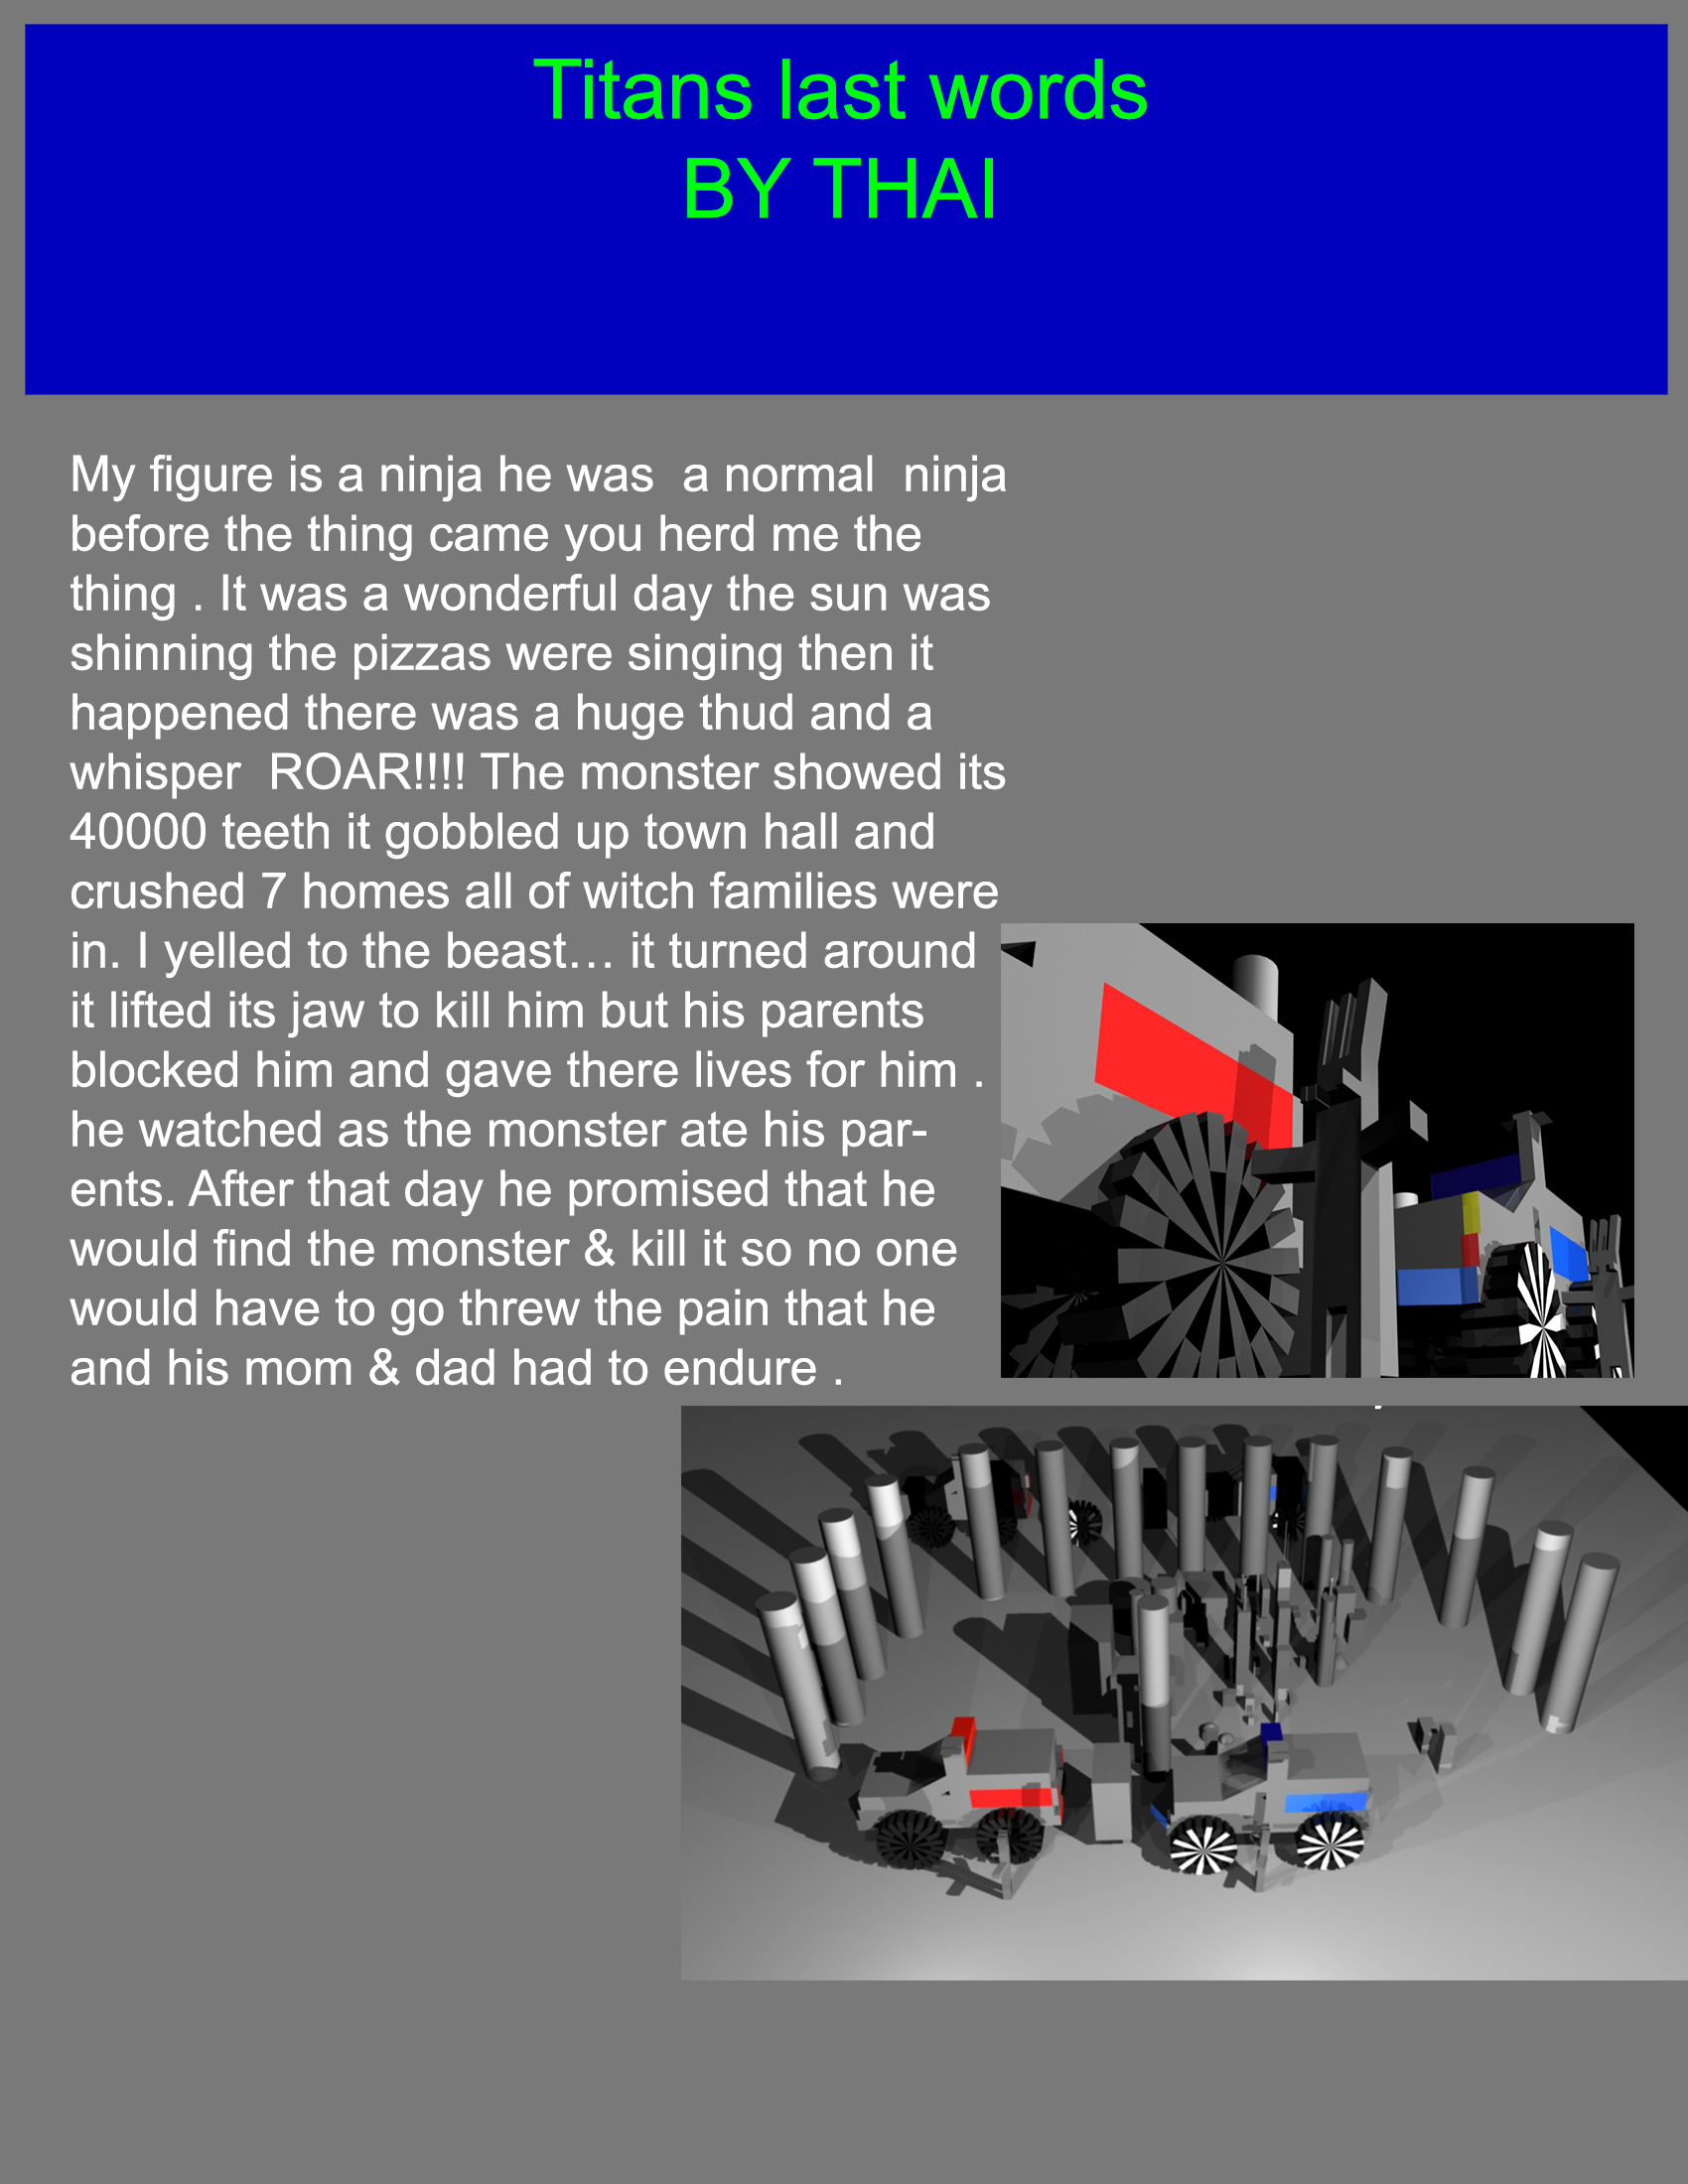 Titans last words
BY THAI
My figure is a ninja he was  a normal  ninja
before the thing came you herd me the
thing . It was a wonderful day the sun was
shinning the pizzas were singing then it
happened there was a huge thud and a
whisper  ROAR!!!! The monster showed its
40000 teeth it gobbled up town hall and
crushed 7 homes all of witch families were
in. I yelled to the beast… it turned around
it lifted its jaw to kill him but his parents
blocked him and gave there lives for him .
he watched as the monster ate his par-
ents. After that day he promised that he
would find the monster & kill it so no one
would have to go threw the pain that he
and his mom & dad had to endure .